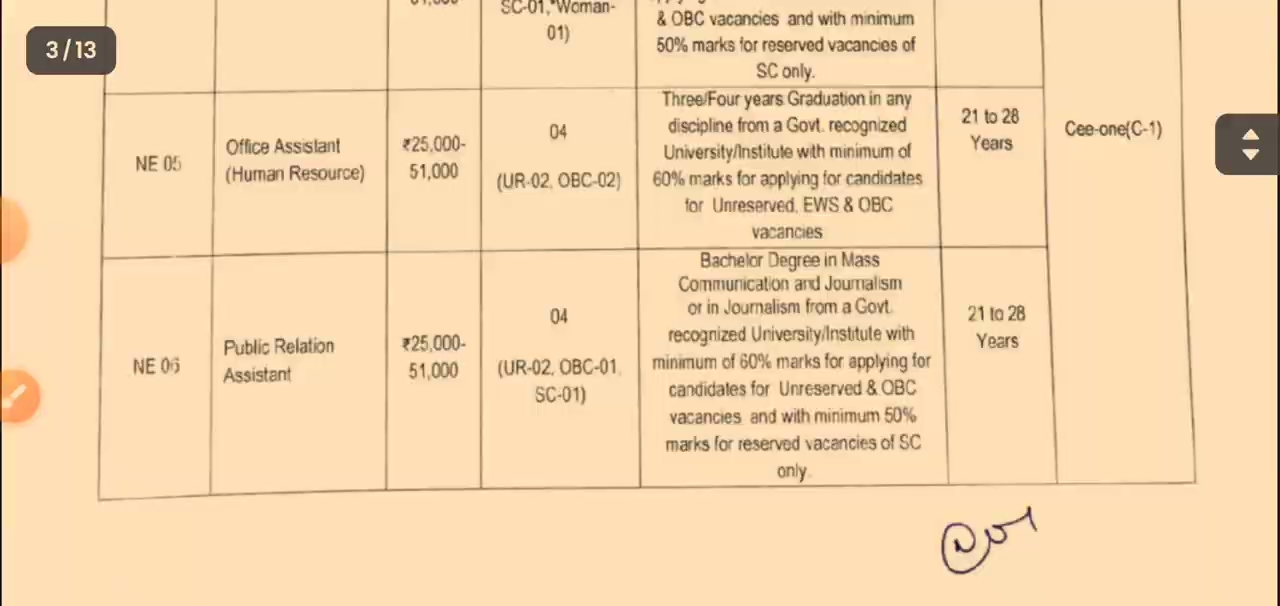 3/13
SC-01, Woman-
01)
& OBC vacancies and with minimum
50% marks for reserved vacancies of
SC only.
NE 05
Office Assistant
(Human Resource)
₹25,000-
51,000
04
(UR-02, OBC-02)
Three/Four years Graduation in any
discipline from a Govt. recognized
University/Institute with minimum of
60% marks for applying for candidates
for Unreserved, EWS & OBC
vacancies
21 to 28
Years
Cee-one(C-1)
NE 06
Public Relation
Assistant
₹25,000-
51,000
04
(UR-02, OBC-01,
SC-01)
Bachelor Degree in Mass
Communication and Journalism
or in Journalism from a Govt.
recognized University/Institute with
minimum of 60% marks for applying for
candidates for Unreserved & OBC
vacancies and with minimum 50%
marks for reserved vacancies of SC
only.
21 to 28
Years